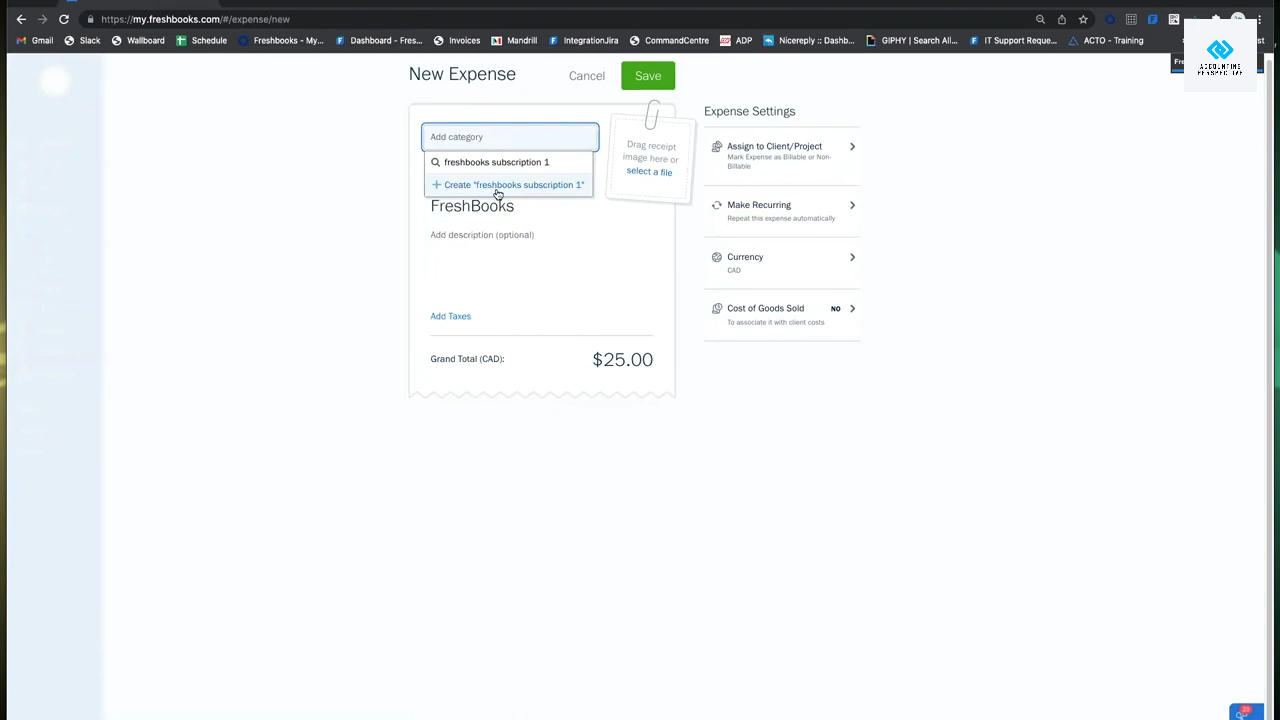 https://my.freshbooks.com/#/expense/new
Gmail
Slack
Wallboard
Schedule
Freshbooks - My...
Dashboard - Fres...
Invoices
Mandrill
IntegrationJira
CommandCentre
ADP
Nicereply :: Dashb...
GIPHY | Search All...
IT Support Reque...
ACTO - Training
ACCOUNTING
PERSPECTIVE
New Expense
Cancel
Save
Add category
freshbooks subscription 1
Create "freshbooks subscription 1"
FreshBooks
Add description (optional)
Add Taxes
Grand Total (CAD):
$25.00
Drag receipt
image here or
select a file
Expense Settings
Assign to Client/Project
Mark Expense as Billable or Non-
Billable
Make Recurring
Repeat this expense automatically
Currency
CAD
Cost of Goods Sold
NO
To associate it with client costs